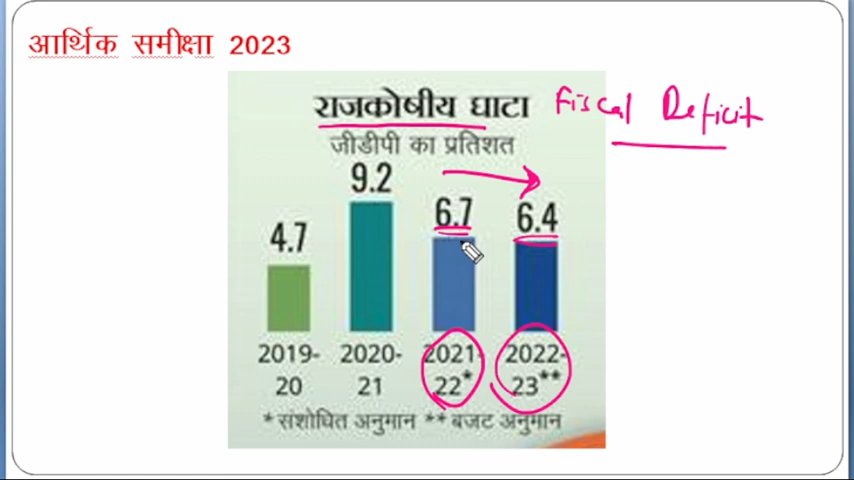 आर्थिक समीक्षा 2023
राजकोषीय घाटा Fiscal Deficit
जीडीपी का प्रतिशत
4.7 9.2 6.7 6.4
2019-20 2020-21 2021-22* 2022-23**
*संशोधित अनुमान **बजट अनुमान